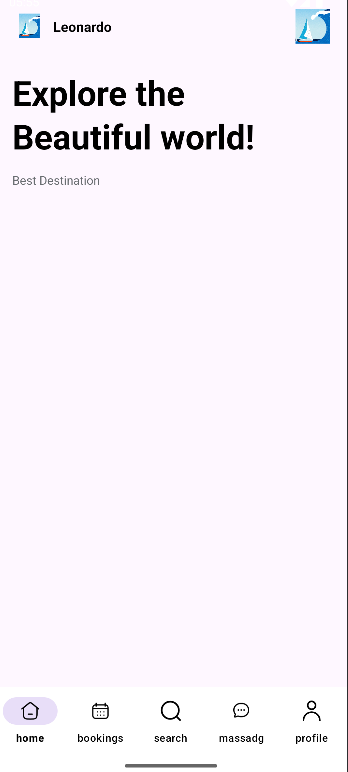 Leonardo
Explore the
Beautiful world!
Best Destination
home
bookings
search
massadg
profile